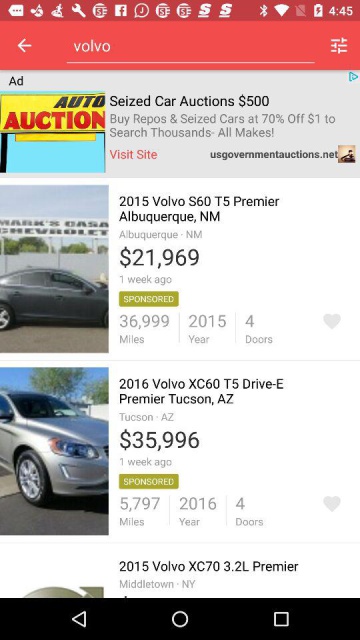 4:45
volvo
Ad
AUTO
AUCTION
Seized Car Auctions $500
Buy Repos & Seized Cars at 70% Off $1 to
Search Thousands- All Makes!
Visit Site
usgovernmentauctions.net
MARK'S CASA
CHEVROLET
2015 Volvo S60 T5 Premier
Albuquerque, NM
Albuquerque · NM
$21,969
1 week ago
SPONSORED
36,999 2015 4
Miles Year Doors
2016 Volvo XC60 T5 Drive-E
Premier Tucson, AZ
Tucson · AZ
$35,996
1 week ago
SPONSORED
5,797 2016 4
Miles Year Doors
2015 Volvo XC70 3.2L Premier
Middletown · NY